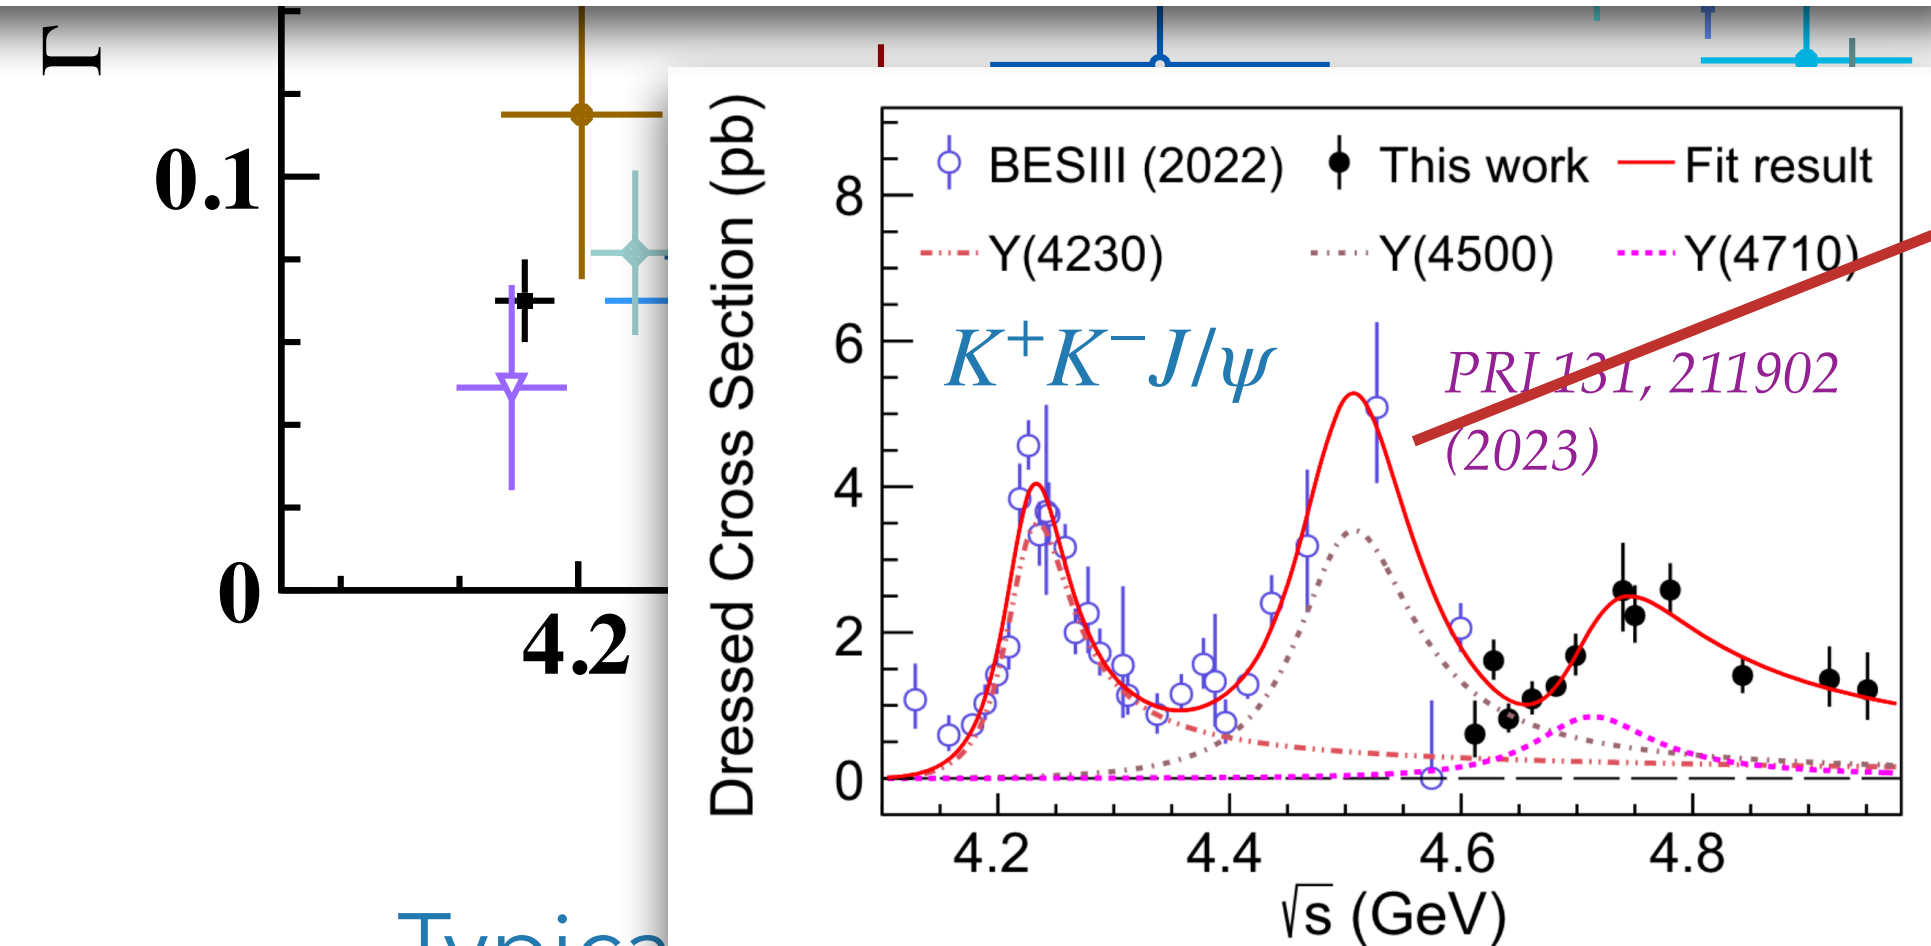 Γ
0.1
0
4.2
Dressed Cross Section (pb)
BESIII (2022) This work Fit result
Y(4230) Y(4500) Y(4710)
K⁺K⁻J/ψ
PRL 131, 211902
(2023)
8
6
4
2
0
4.2 4.4 4.6 4.8
√s (GeV)